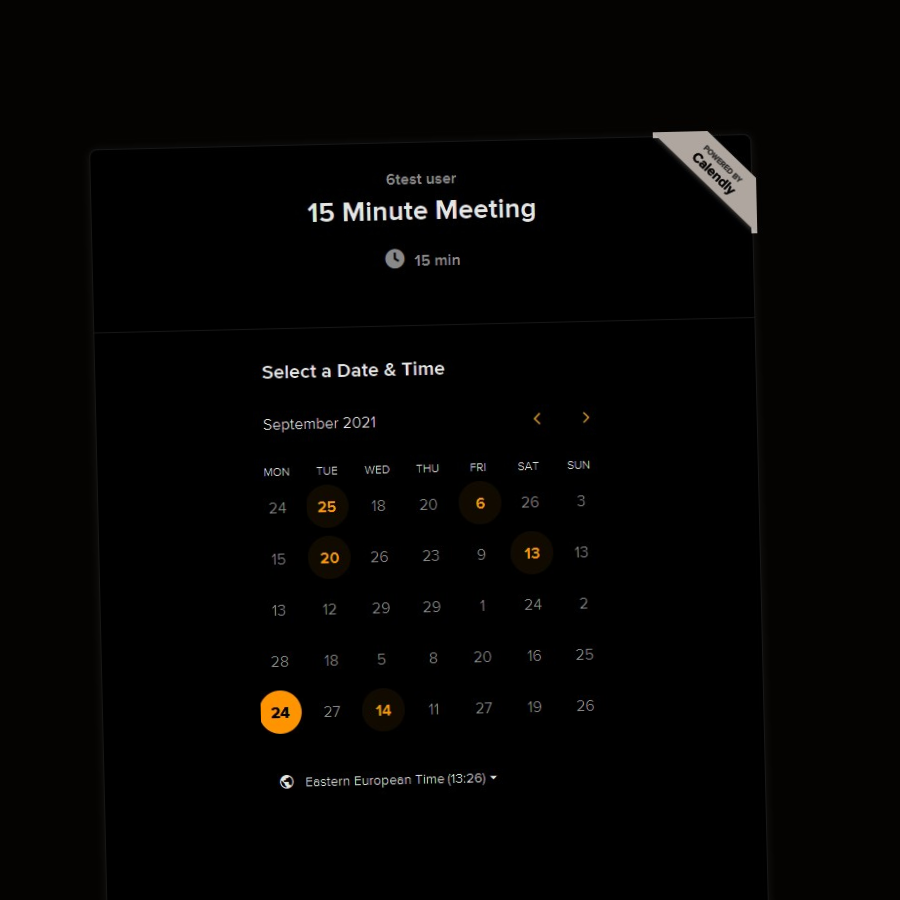 POWERED BY
Calendly
6test user
15 Minute Meeting
15 min
Select a Date & Time
September 2021
MON TUE WED THU FRI SAT SUN
24 25 18 20 6 26 3
15 20 26 23 9 13 13
13 12 29 29 1 24 2
28 18 5 8 20 16 25
24 27 14 11 27 19 26
Eastern European Time (13:26)